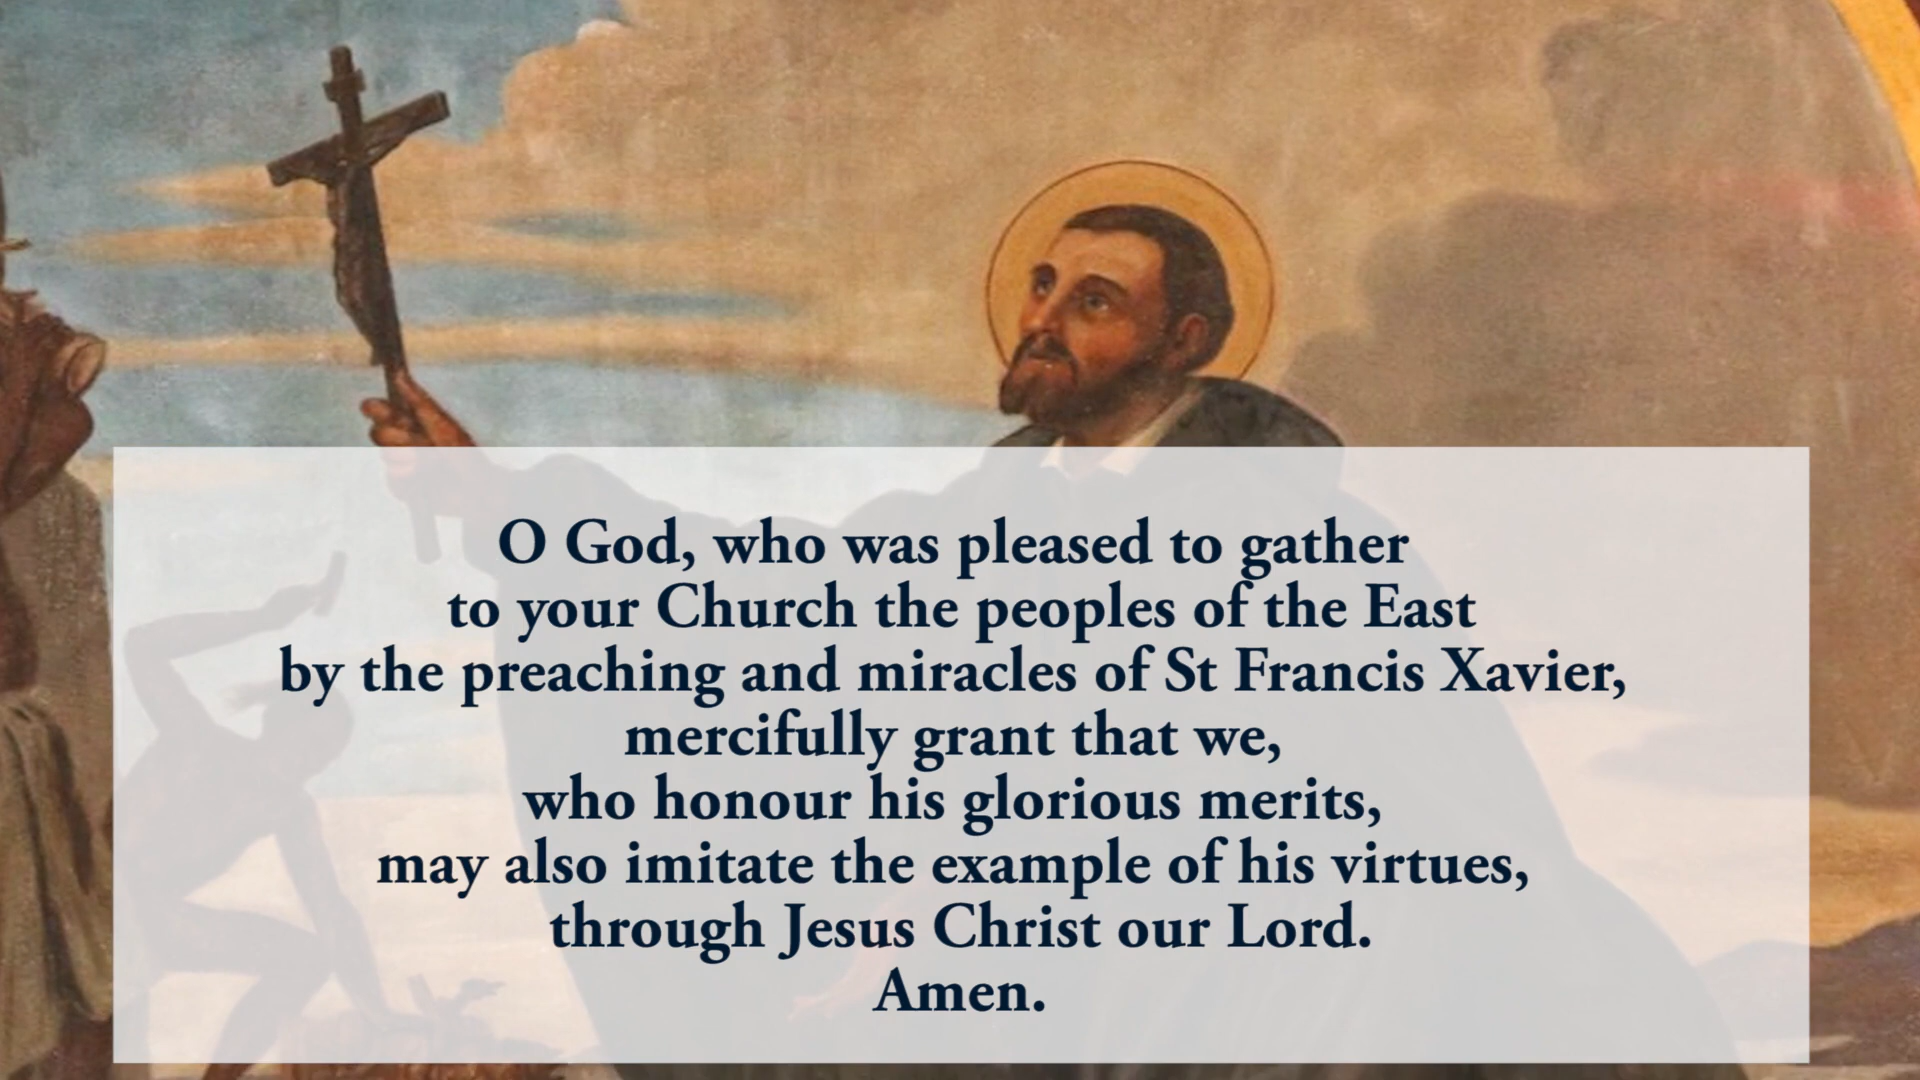 O God, who was pleased to gather
to your Church the peoples of the East
by the preaching and miracles of St Francis Xavier,
mercifully grant that we,
who honour his glorious merits,
may also imitate the example of his virtues,
through Jesus Christ our Lord.
Amen.